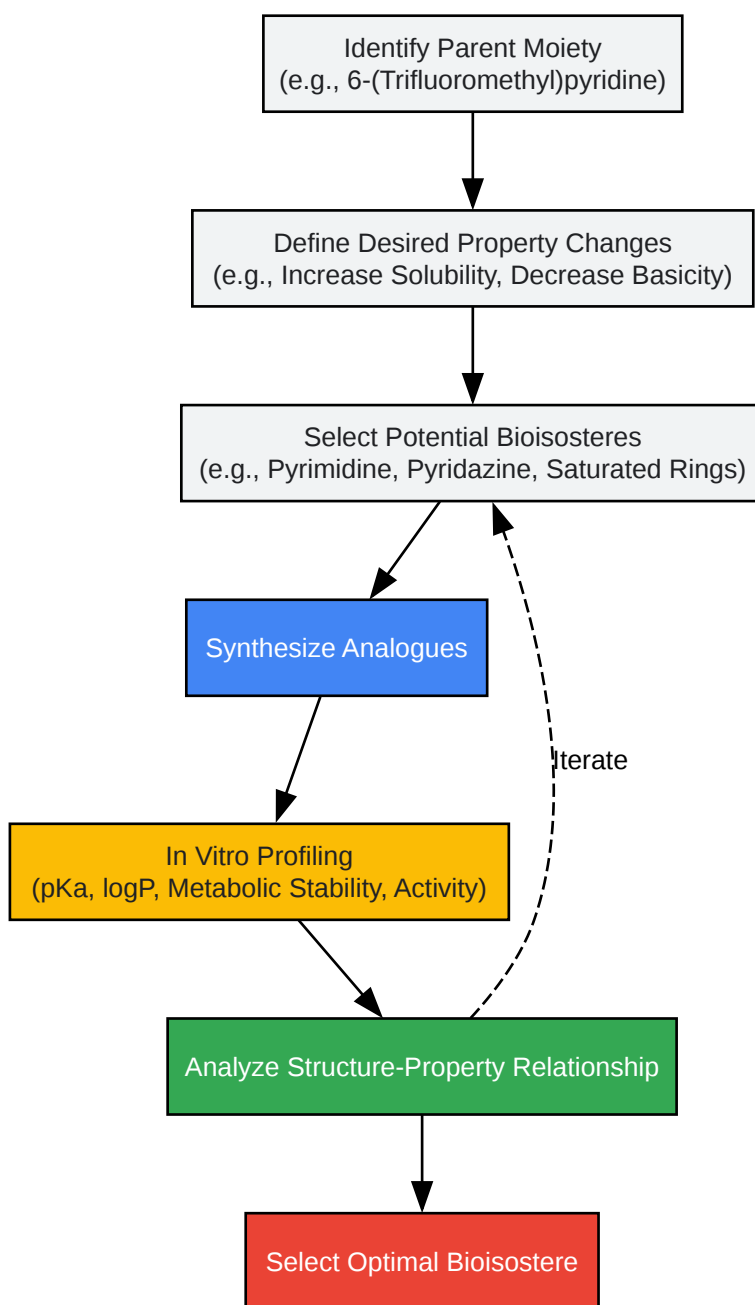 Identify Parent Moiety
(e.g., 6-(Trifluoromethyl)pyridine)
Define Desired Property Changes
(e.g., Increase Solubility, Decrease Basicity)
Select Potential Bioisosteres
(e.g., Pyrimidine, Pyridazine, Saturated Rings)
Synthesize Analogues
Iterate
In Vitro Profiling
(pKa, logP, Metabolic Stability, Activity)
Analyze Structure-Property Relationship
Select Optimal Bioisostere